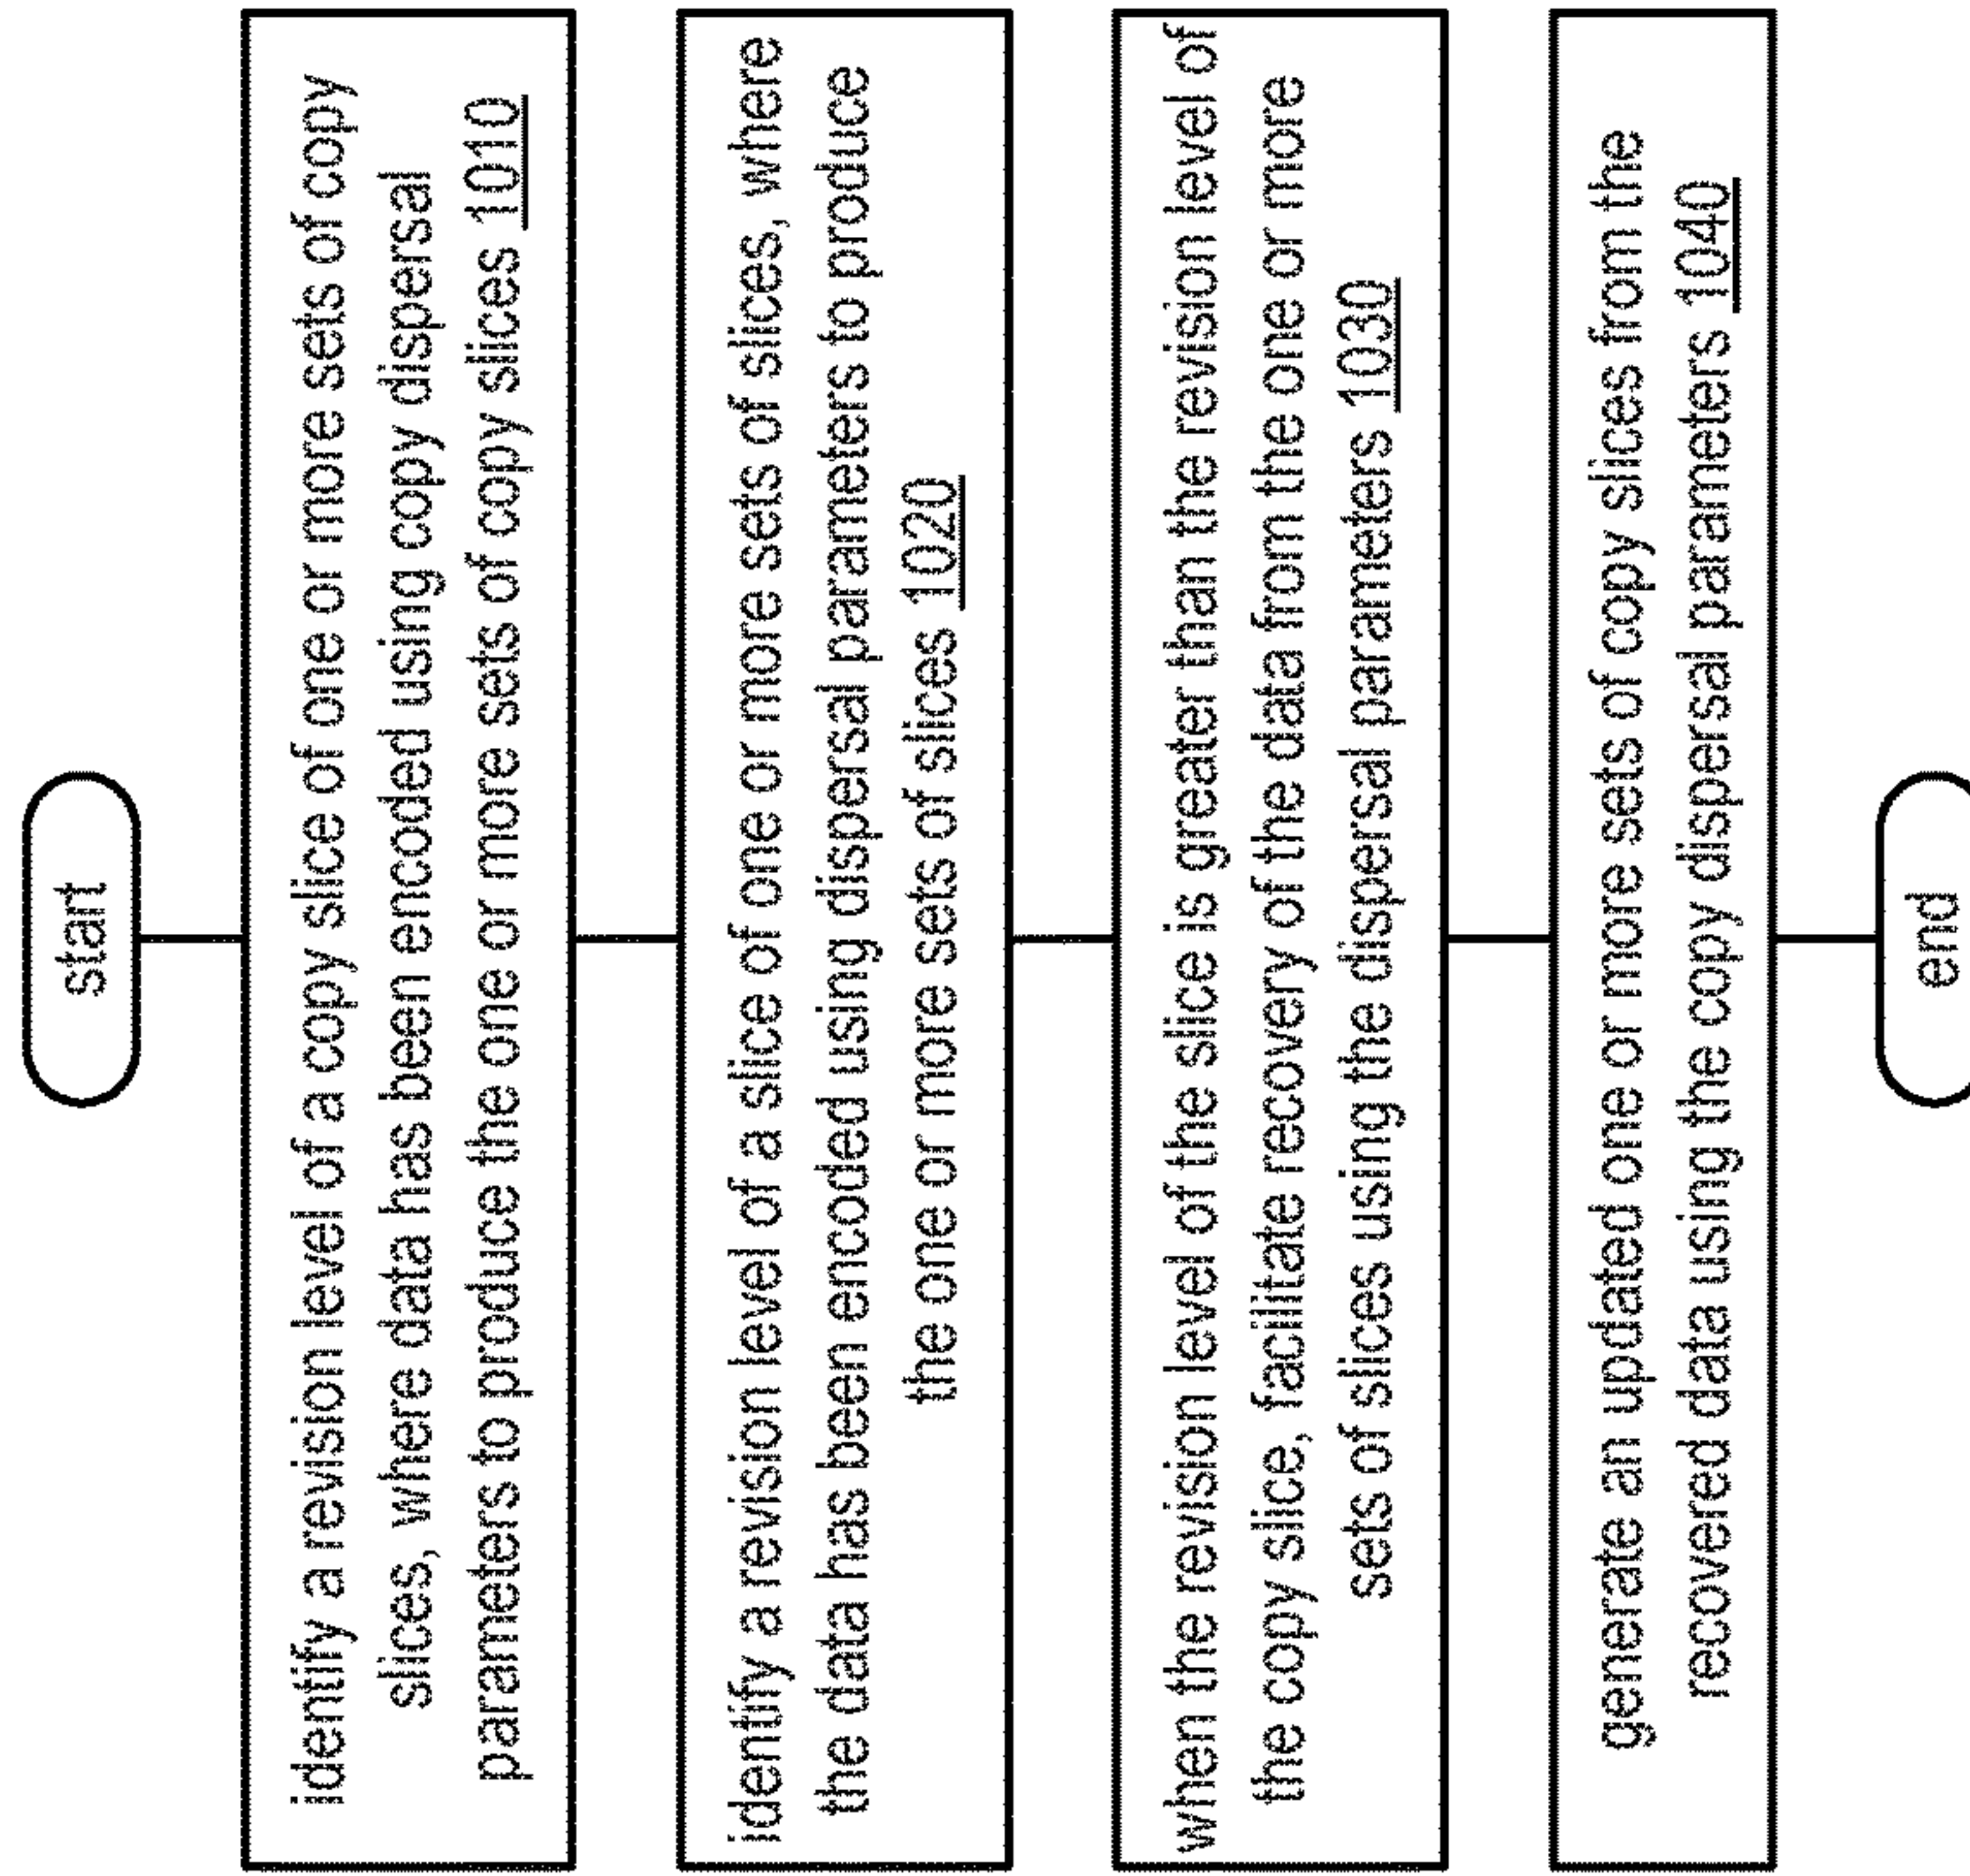 start
identify a revision level of a copy slice of one or more sets of copy
slices, where data has been encoded using copy dispersal
parameters to produce the one or more sets of copy slices 1010
identify a revision level of a slice of one or more sets of slices, where
the data has been encoded using dispersal parameters to produce
the one or more sets of slices 1020
when the revision level of the slice is greater than the revision level of
the copy slice, facilitate recovery of the data from the one or more
sets of slices using the dispersal parameters 1030
generate an updated one or more sets of copy slices from the
recovered data using the copy dispersal parameters 1040
end